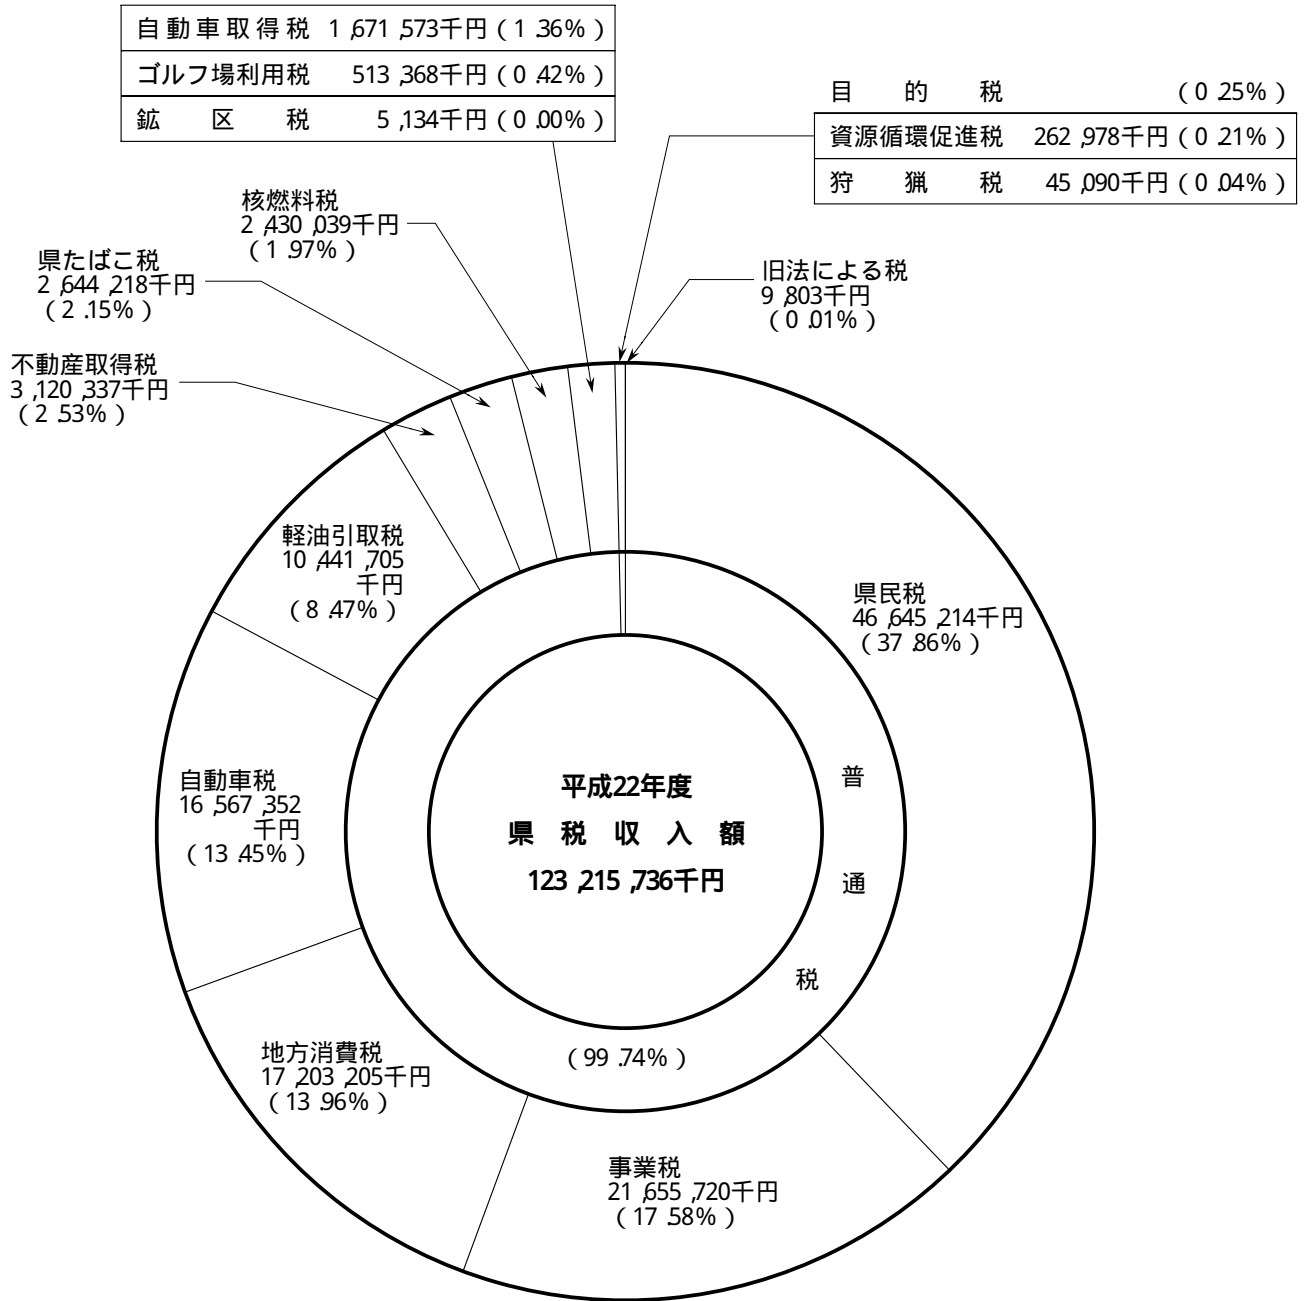 自動車取得税 1,671,573千円(1.36%)
ゴルフ場利用税 513,368千円(0.42%)
鉱区税 5,134千円(0.00%)
目的税 (0.25%)
資源循環促進税 262,978千円(0.21%)
狩猟税 45,090千円(0.04%)
核燃料税
2,430,039千円
(1.97%)
県たばこ税
2,644,218千円
(2.15%)
旧法による税
9,803千円
(0.01%)
不動産取得税
3,120,337千円
(2.53%)
軽油引取税
10,441,705
千円
(8.47%)
県民税
46,645,214千円
(37.86%)
自動車税
16,567,352
千円
(13.45%)
平成22年度
県税収入額
123,215,736千円
普
通
税
(99.74%)
地方消費税
17,203,205千円
(13.96%)
事業税
21,655,720千円
(17.58%)